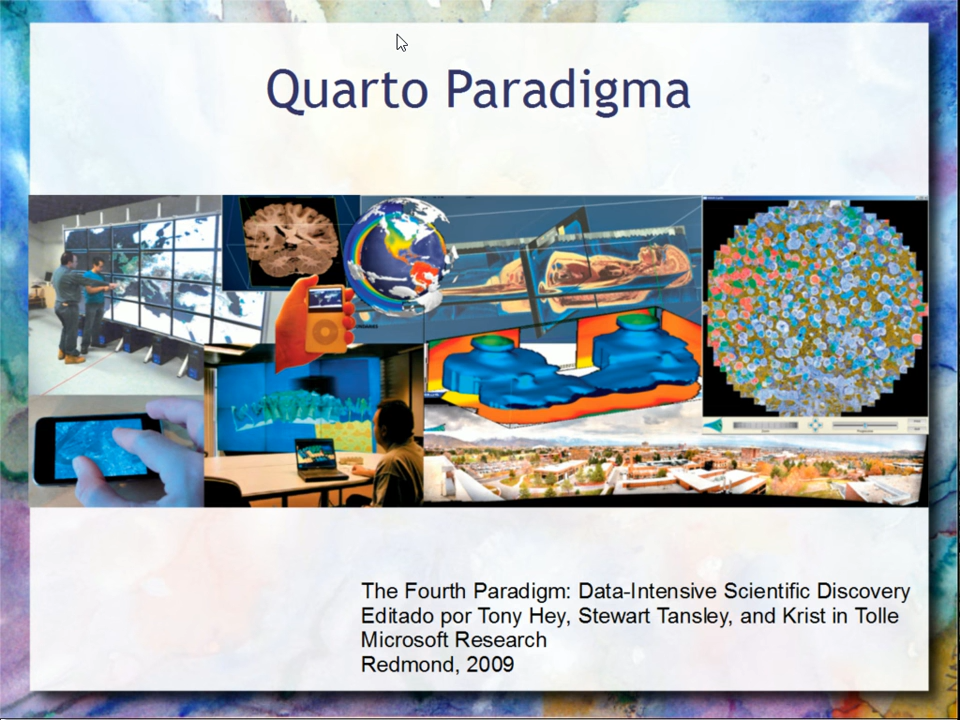 Quarto Paradigma
The Fourth Paradigm: Data-Intensive Scientific Discovery
Editado por Tony Hey, Stewart Tansley, and Krist in Tolle
Microsoft Research
Redmond, 2009